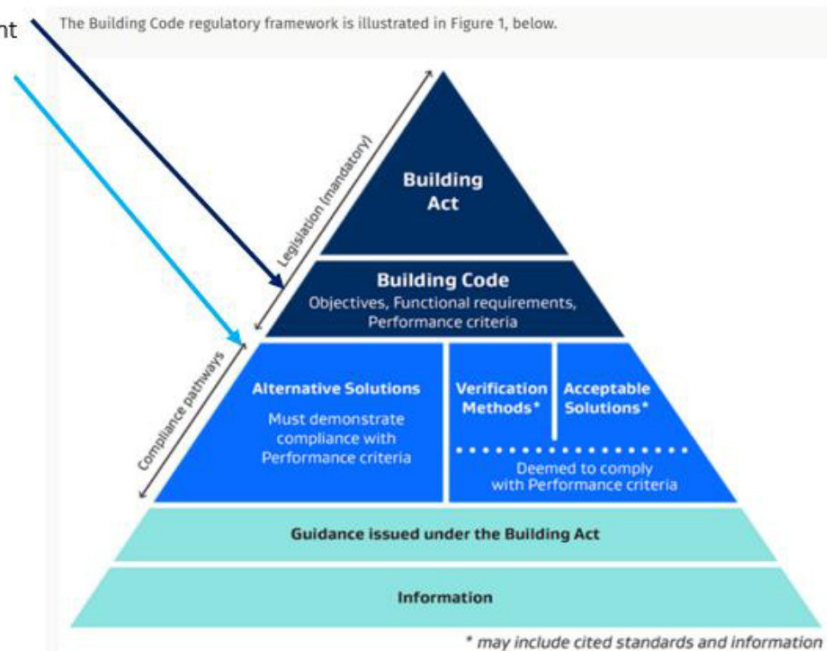 The Building Code regulatory framework is illustrated in Figure 1, below.
nt
Legislation (mandatory)
Building
Act
Building Code
Objectives, Functional requirements,
Performance criteria
Compliance pathways
Alternative Solutions
Must demonstrate
compliance with
Performance criteria
Verification
Methods*
Acceptable
Solutions*
Deemed to comply
with Performance criteria
Guidance issued under the Building Act
Information
* may include cited standards and information